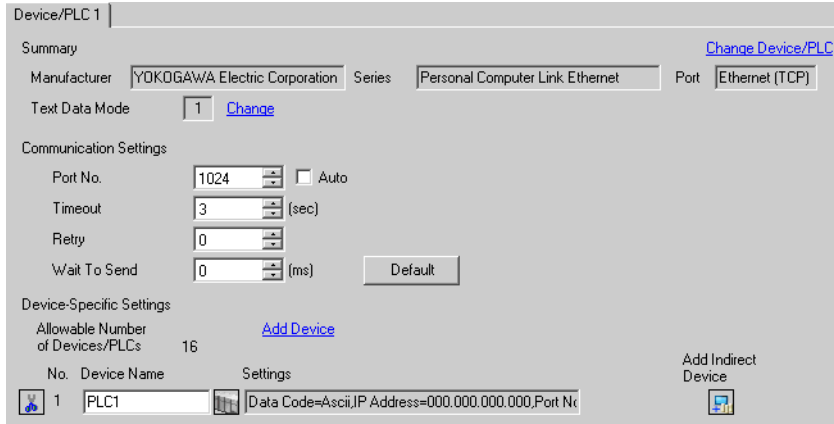 Device/PLC 1
Summary
Change Device/PLC
Manufacturer YOKOGAWA Electric Corporation Series Personal Computer Link Ethernet Port Ethernet (TCP)
Text Data Mode 1 Change
Communication Settings
Port No. 1024 Auto
Timeout 3 (sec)
Retry 0
Wait To Send 0 (ms) Default
Device-Specific Settings
Allowable Number
of Devices/PLCs 16 Add Device
Add Indirect
Device
No. Device Name Settings
1 PLC1 Data Code=Ascii,IP Address=000.000.000.000,Port No